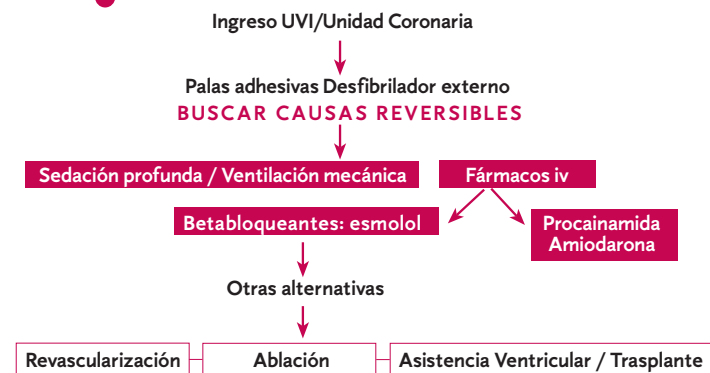 Ingreso UVI/Unidad Coronaria
Palas adhesivas Desfibrilador externo
BUSCAR CAUSAS REVERSIBLES
Sedación profunda / Ventilación mecánica
Fármacos iv
Betabloqueantes: esmolol
Procainamida
Amiodarona
Otras alternativas
Revascularización
Ablación
Asistencia Ventricular / Trasplante